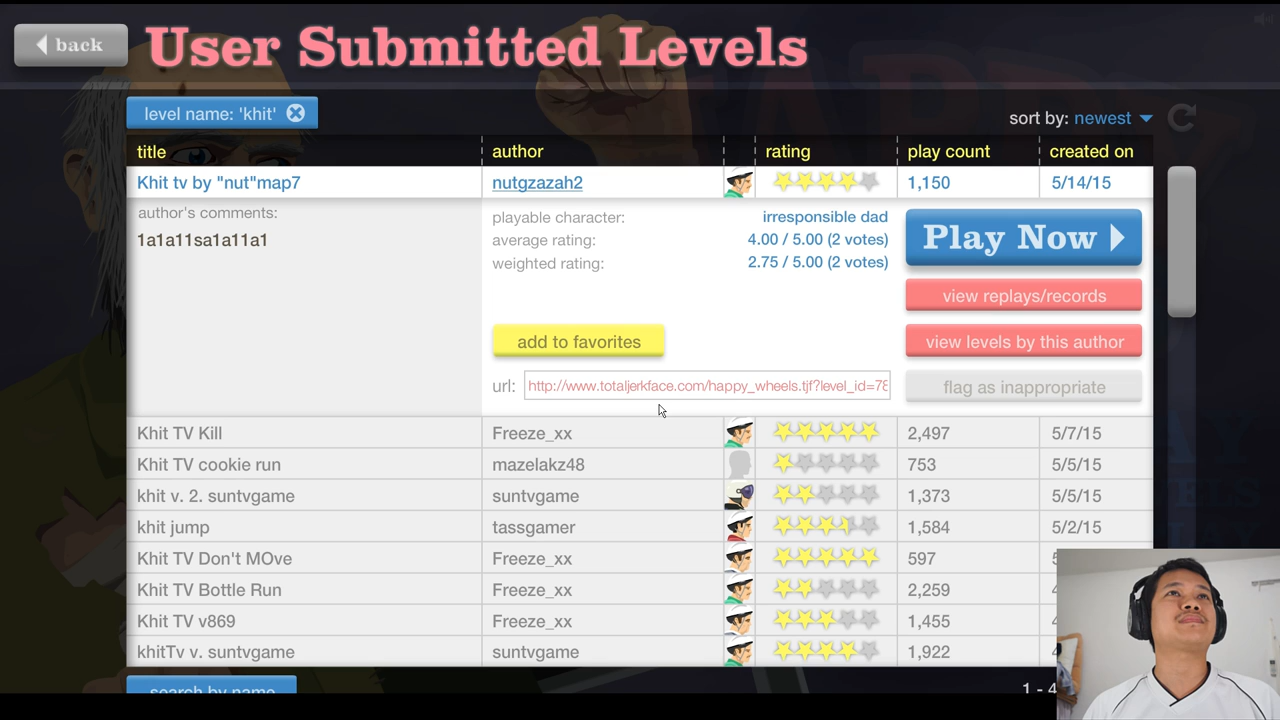 back
User Submitted Levels
level name: 'khit'
sort by: newest
title author rating play count created on
Khit tv by "nut"map7 nutgzazah2 1,150 5/14/15
author's comments:
1a1a11sa1a11a1
playable character: irresponsible dad
average rating: 4.00 / 5.00 (2 votes)
weighted rating: 2.75 / 5.00 (2 votes)
Play Now
view replays/records
add to favorites
view levels by this author
url: http://www.totaljerkface.com/happy_wheels.tjf?level_id=78
flag as inappropriate
Khit TV Kill Freeze_xx 2,497 5/7/15
Khit TV cookie run mazelakz48 753 5/5/15
khit v. 2. suntvgame suntvgame 1,373 5/5/15
khit jump tassgamer 1,584 5/2/15
Khit TV Don't MOve Freeze_xx 597
Khit TV Bottle Run Freeze_xx 2,259
Khit TV v869 Freeze_xx 1,455
khitTv v. suntvgame suntvgame 1,922
search by name
1 - 4